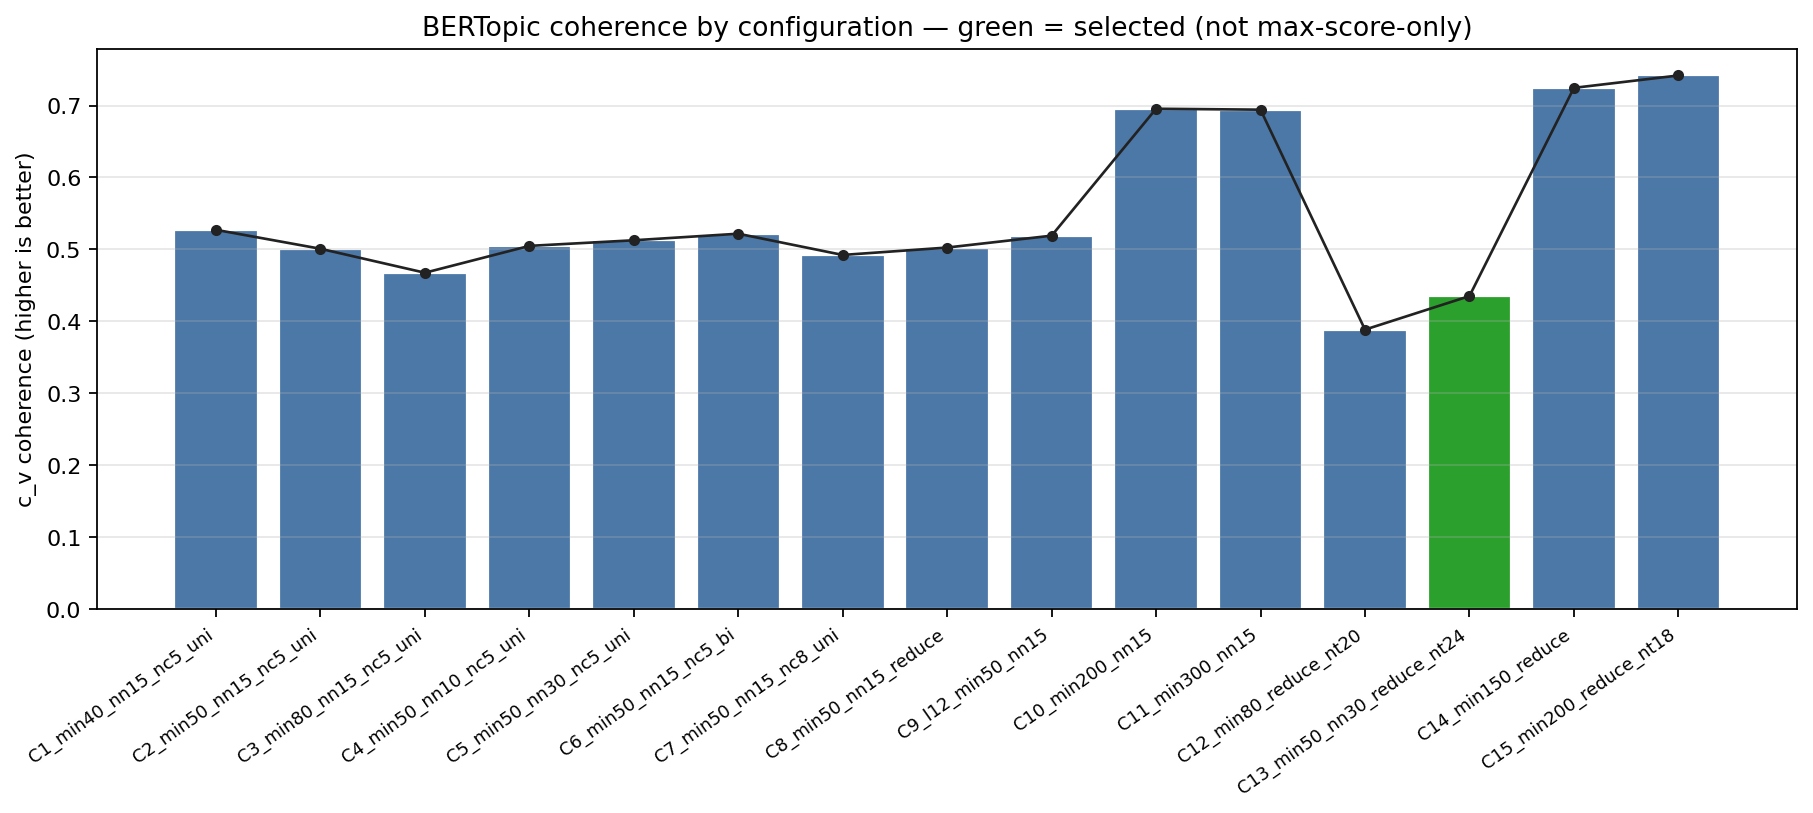 BERTopic coherence by configuration — green = selected (not max-score-only)
c_v coherence (higher is better)
0.7
0.6
0.5
0.4
0.3
0.2
0.1
0.0
C1_min40_nn15_nc5_uni
C2_min50_nn15_nc5_uni
C3_min80_nn15_nc5_uni
C4_min50_nn10_nc5_uni
C5_min50_nn30_nc5_uni
C6_min50_nn15_nc5_bi
C7_min50_nn15_nc8_uni
C8_min50_nn15_reduce
C9_l12_min50_nn15
C10_min200_nn15
C11_min300_nn15
C12_min80_reduce_nt20
C13_min50_nn30_reduce_nt24
C14_min150_reduce
C15_min200_reduce_nt18